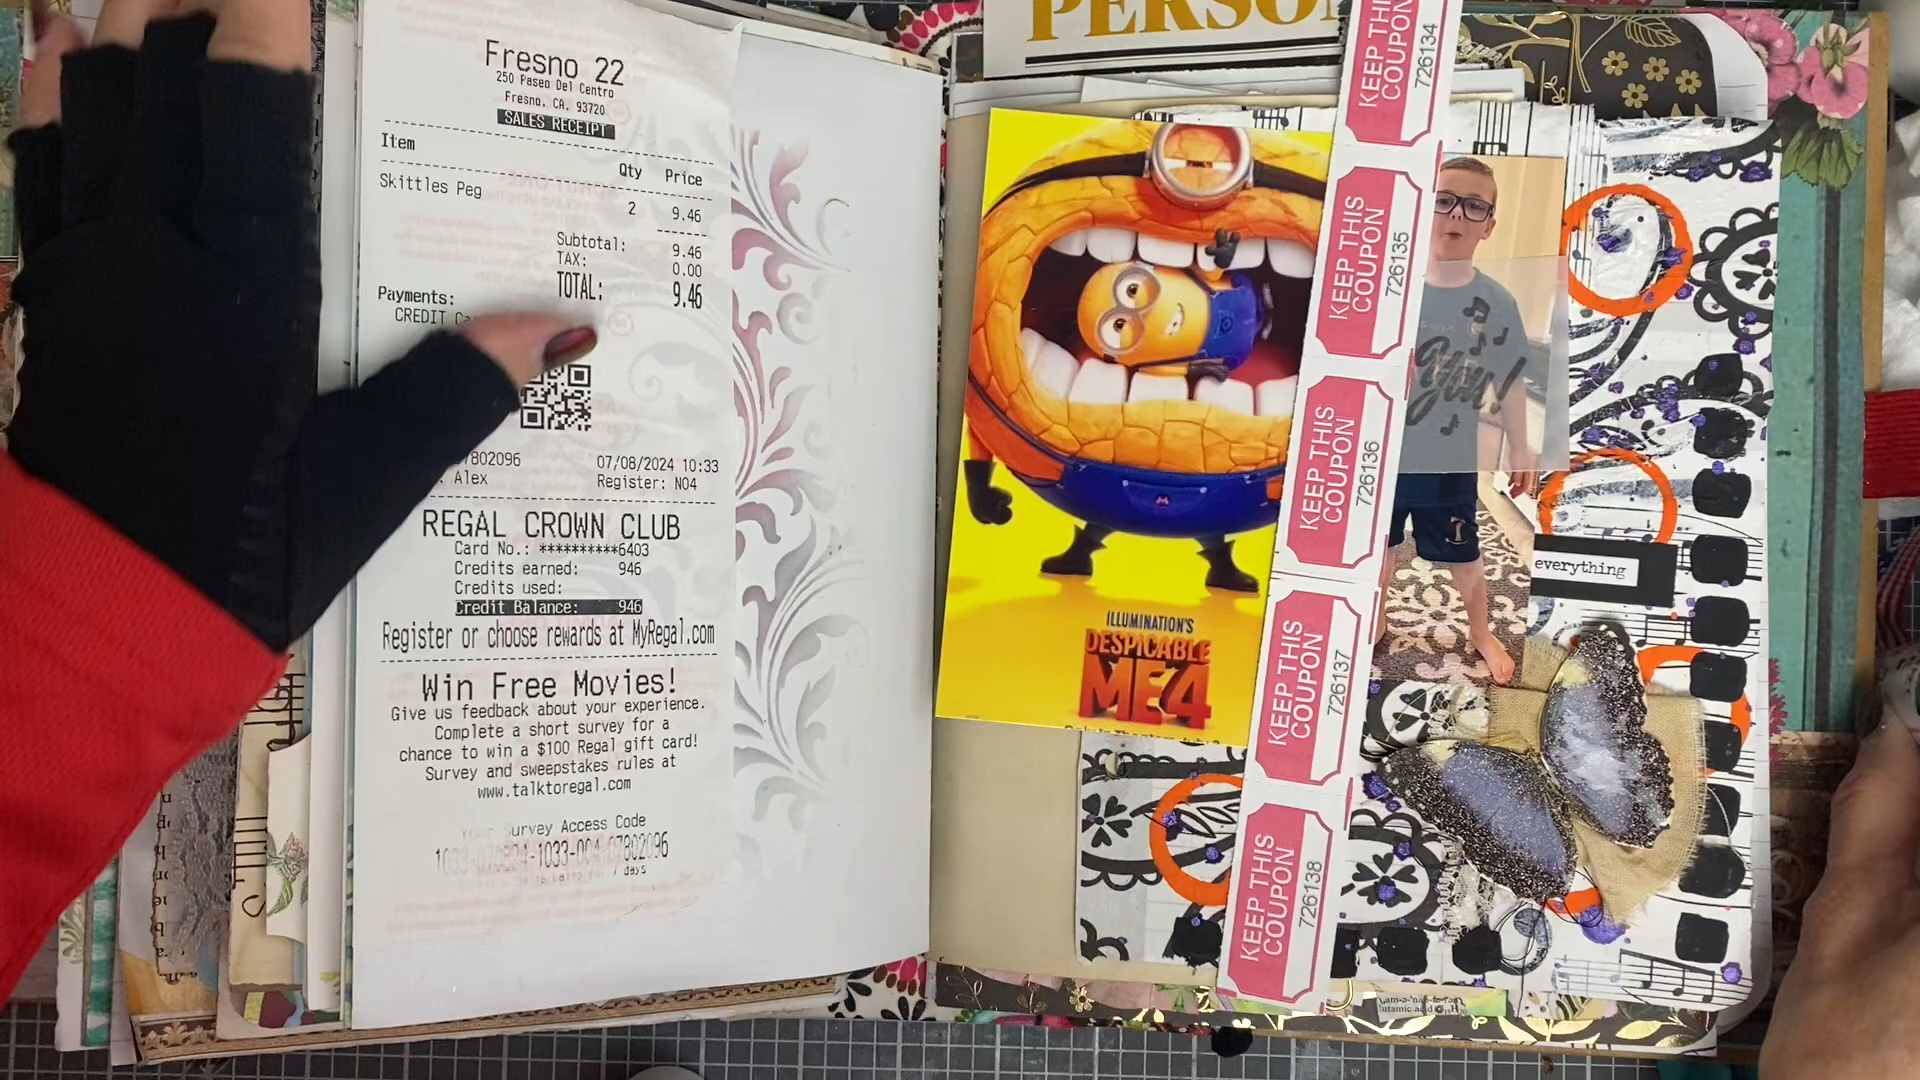 Fresno 22
250 Paseo Del Centro
Fresno, CA. 93720
SALES RECEIPT
Item Qty Price
Skittles Peg 2 9.46
Subtotal: 9.46
TAX: 0.00
TOTAL: 9.46
Payments:
CREDIT
7802096 07/08/2024 10:33
Alex Register: N04
REGAL CROWN CLUB
Card No.: **********6403
Credits earned: 946
Credits used:
Credit Balance: 946
Register or choose rewards at MyRegal.com
Win Free Movies!
Give us feedback about your experience.
Complete a short survey for a
chance to win a $100 Regal gift card!
Survey and sweepstakes rules at
www.talktoregal.com
Your Survey Access Code
7 days
ILLUMINATION'S
DESPICABLE
ME 4
KEEP THIS
COUPON
726134
KEEP THIS
COUPON
726135
KEEP THIS
COUPON
726136
KEEP THIS
COUPON
726137
KEEP THIS
COUPON
726138
you!
everything